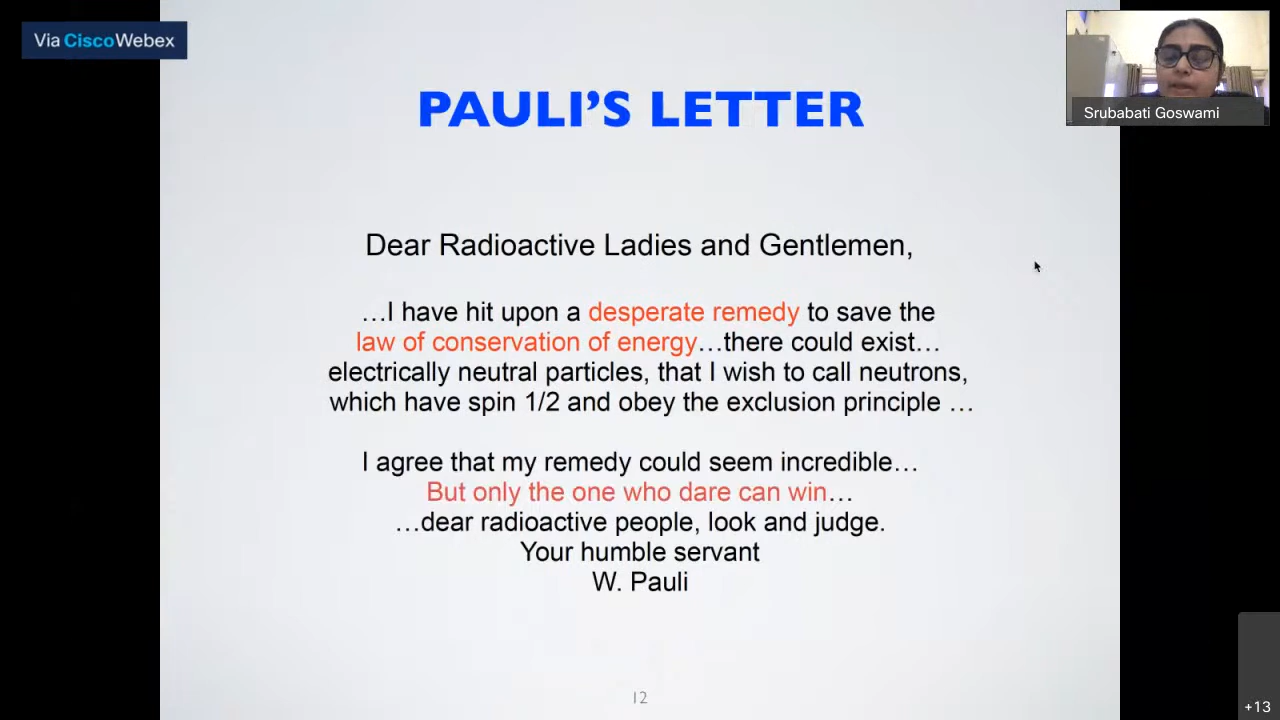 Via CiscoWebex
Srubabati Goswami
PAULI'S LETTER
Dear Radioactive Ladies and Gentlemen,
…I have hit upon a desperate remedy to save the
law of conservation of energy…there could exist…
electrically neutral particles, that I wish to call neutrons,
which have spin 1/2 and obey the exclusion principle …
I agree that my remedy could seem incredible…
But only the one who dare can win…
…dear radioactive people, look and judge.
Your humble servant
W. Pauli
12
+13